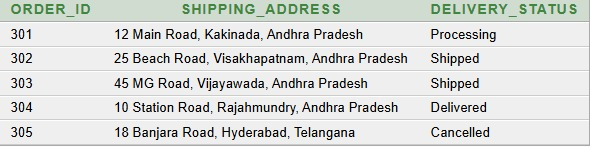 ORDER_ID SHIPPING_ADDRESS DELIVERY_STATUS
301 12 Main Road, Kakinada, Andhra Pradesh Processing
302 25 Beach Road, Visakhapatnam, Andhra Pradesh Shipped
303 45 MG Road, Vijayawada, Andhra Pradesh Shipped
304 10 Station Road, Rajahmundry, Andhra Pradesh Delivered
305 18 Banjara Road, Hyderabad, Telangana Cancelled